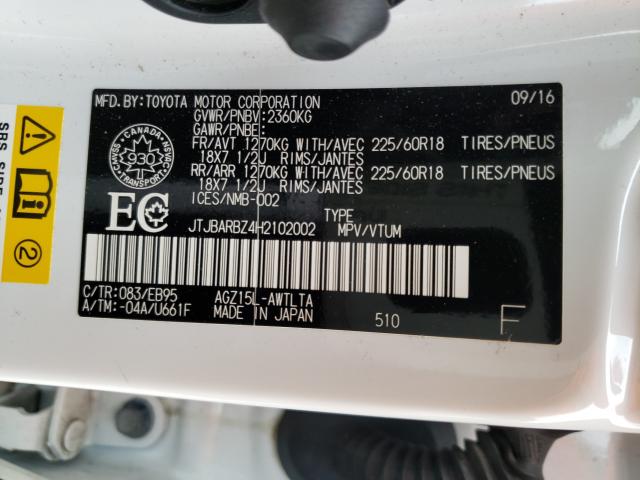 MFD.BY:TOYOTA MOTOR CORPORATION 09/16
GVWR/PNBV:2360KG
GAWR/PNBE:
FR/AVT 1270KG WITH/AVEC 225/60R18 TIRES/PNEUS
18X7 1/2J RIMS/JANTES
RR/ARR 1270KG WITH/AVEC 225/60R18 TIRES/PNEUS
18X7 1/2J RIMS/JANTES
ICES/NMB-002
CANADA
930
TRANSPORT
EC
TYPE
JTJBARBZ4H2102002 MPV/VTUM
C/TR:083/EB95 AGZ15L-AWTLTA
A/TM:-04A/U661F MADE IN JAPAN 510 F
SRS SIDE
2